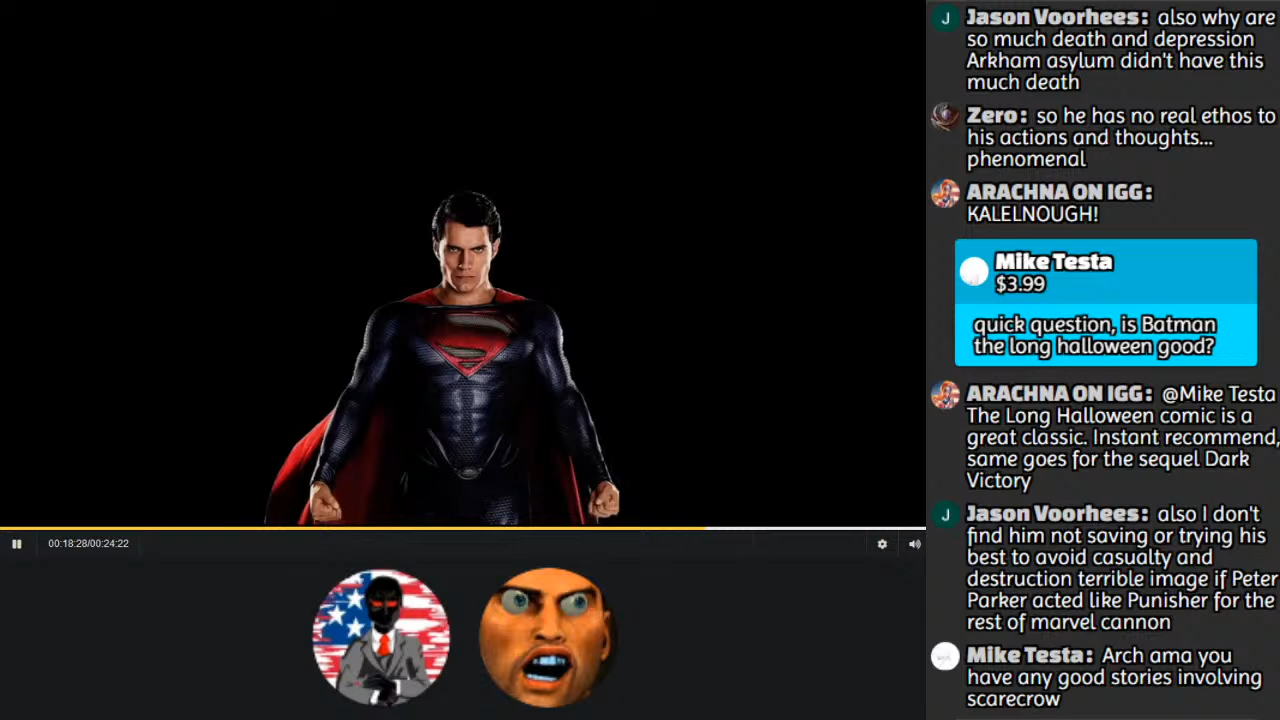 Jason Voorhees: also why are
so much death and depression
Arkham asylum didn't have this
much death
Zero: so he has no real ethos to
his actions and thoughts...
phenomenal
ARACHNA ON IGG:
KALELNOUGH!
Mike Testa
$3.99
quick question, is Batman
the long halloween good?
ARACHNA ON IGG: @Mike Testa
The Long Halloween comic is a
great classic. Instant recommend,
same goes for the sequel Dark
Victory
Jason Voorhees: also I don't
find him not saving or trying his
best to avoid casualty and
destruction terrible image if Peter
Parker acted like Punisher for the
rest of marvel cannon
Mike Testa: Arch ama you
have any good stories involving
scarecrow
00:18:28/00:24:22
J
J